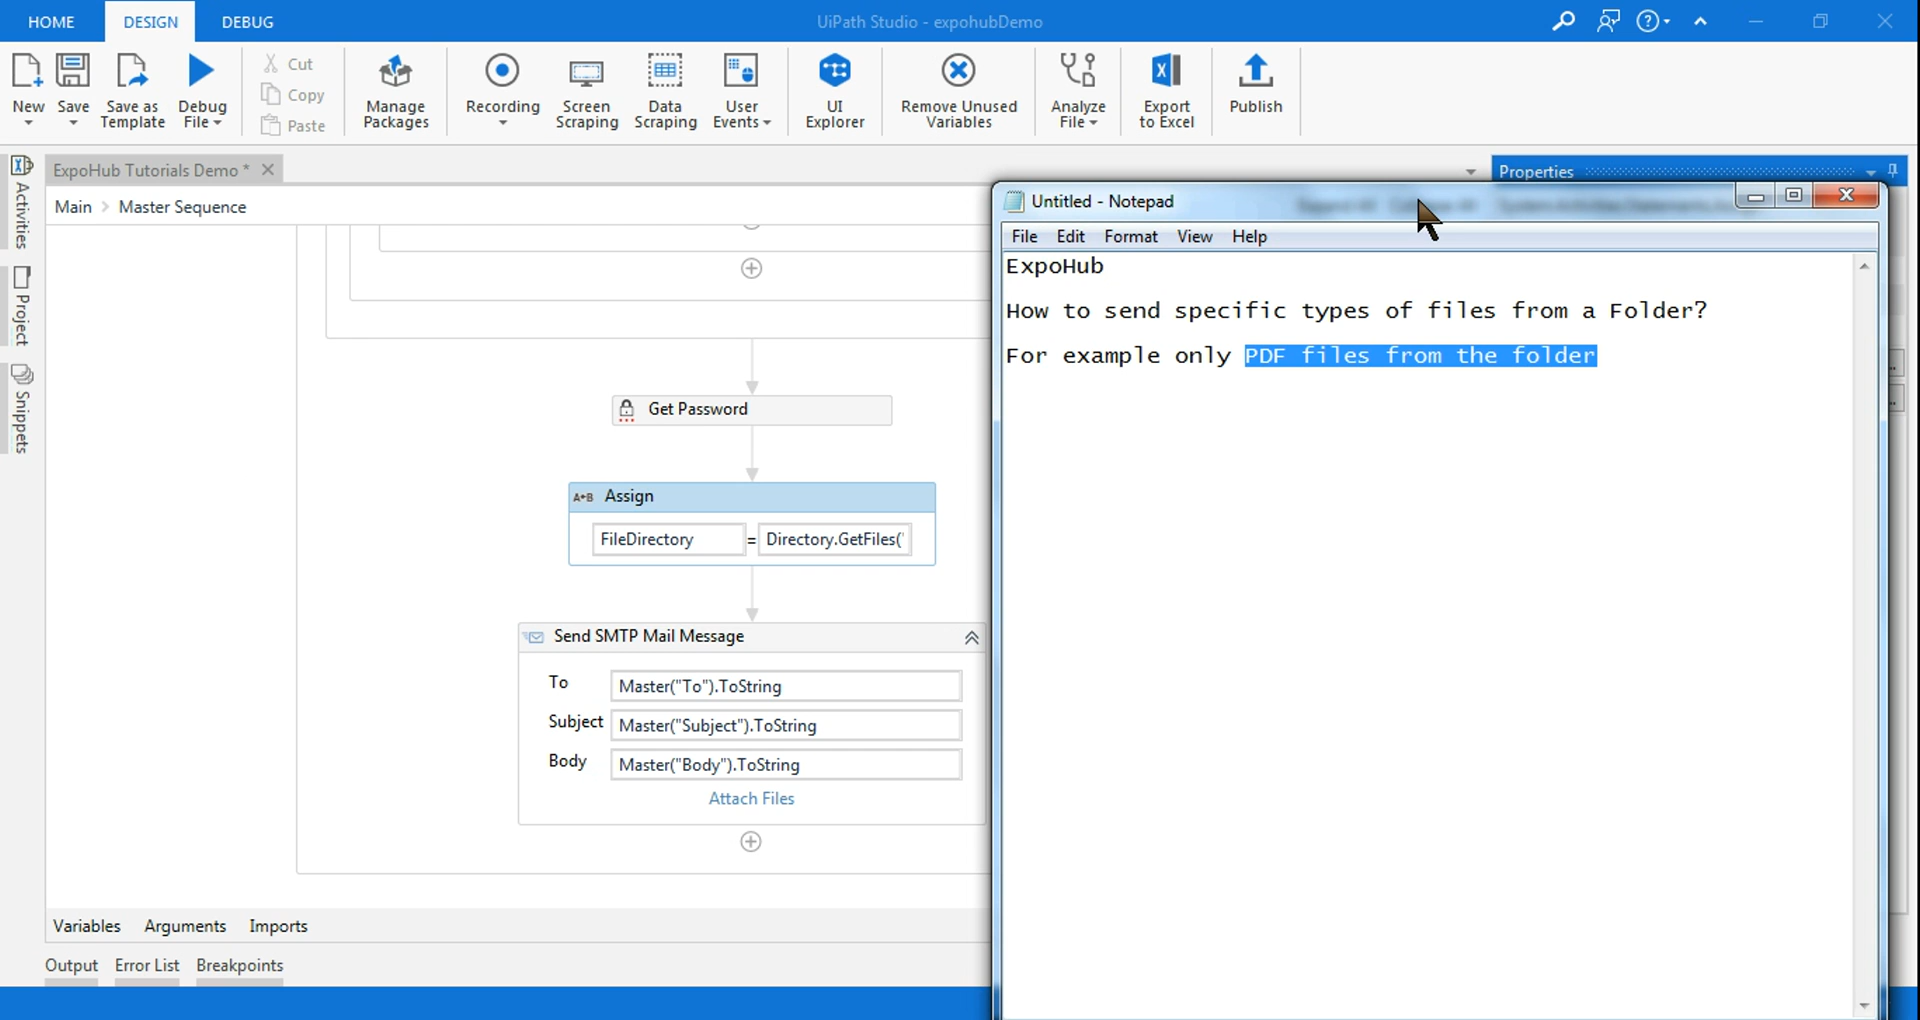 HOME DESIGN DEBUG UiPath Studio - expohubDemo
New Save Save as Template Debug File Cut Copy Paste Manage Packages Recording Screen Scraping Data Scraping User Events UI Explorer Remove Unused Variables Analyze File Export to Excel Publish
Activities
Project
Snippets
ExpoHub Tutorials Demo *
Properties
Main > Master Sequence
Get Password
A+B Assign
FileDirectory = Directory.GetFiles("
Send SMTP Mail Message
To Master("To").ToString
Subject Master("Subject").ToString
Body Master("Body").ToString
Attach Files
Variables Arguments Imports
Output Error List Breakpoints
Untitled - Notepad
File Edit Format View Help
ExpoHub
How to send specific types of files from a Folder?
For example only PDF files from the folder